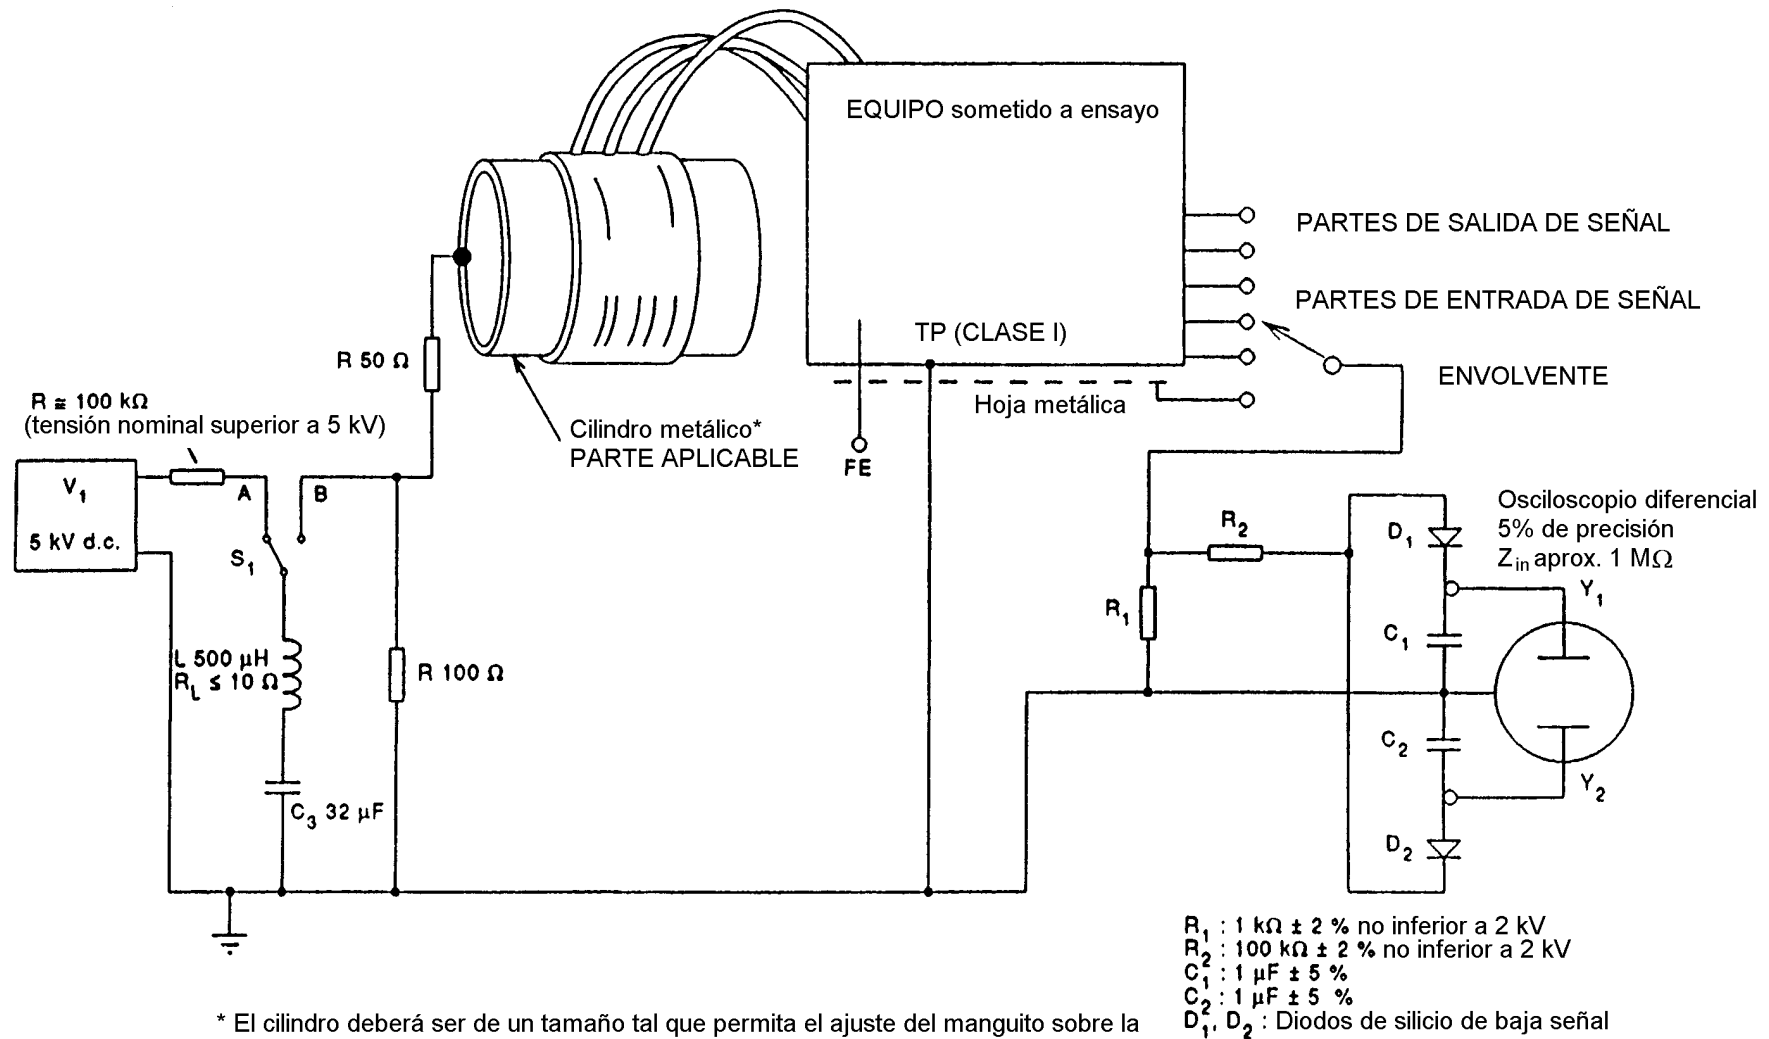 EQUIPO sometido a ensayo
PARTES DE SALIDA DE SEÑAL
PARTES DE ENTRADA DE SEÑAL
TP (CLASE I)
ENVOLVENTE
Hoja metálica
FE
R 50 Ω
R ≅ 100 kΩ
(tensión nominal superior a 5 kV)
Cilindro metálico*
PARTE APLICABLE
V1
5 kV d.c.
A
B
S1
L 500 µH
RL ≤ 10 Ω
R 100 Ω
C3 32 µF
Osciloscopio diferencial
5% de precisión
Zin aprox. 1 MΩ
R2
D1
Y1
R1
C1
C2
Y2
D2
R1 : 1 kΩ ± 2 % no inferior a 2 kV
R2 : 100 kΩ ± 2 % no inferior a 2 kV
C1 : 1 µF ± 5 %
C2 : 1 µF ± 5 %
D1, D2 : Diodos de silicio de baja señal
* El cilindro deberá ser de un tamaño tal que permita el ajuste del manguito sobre la